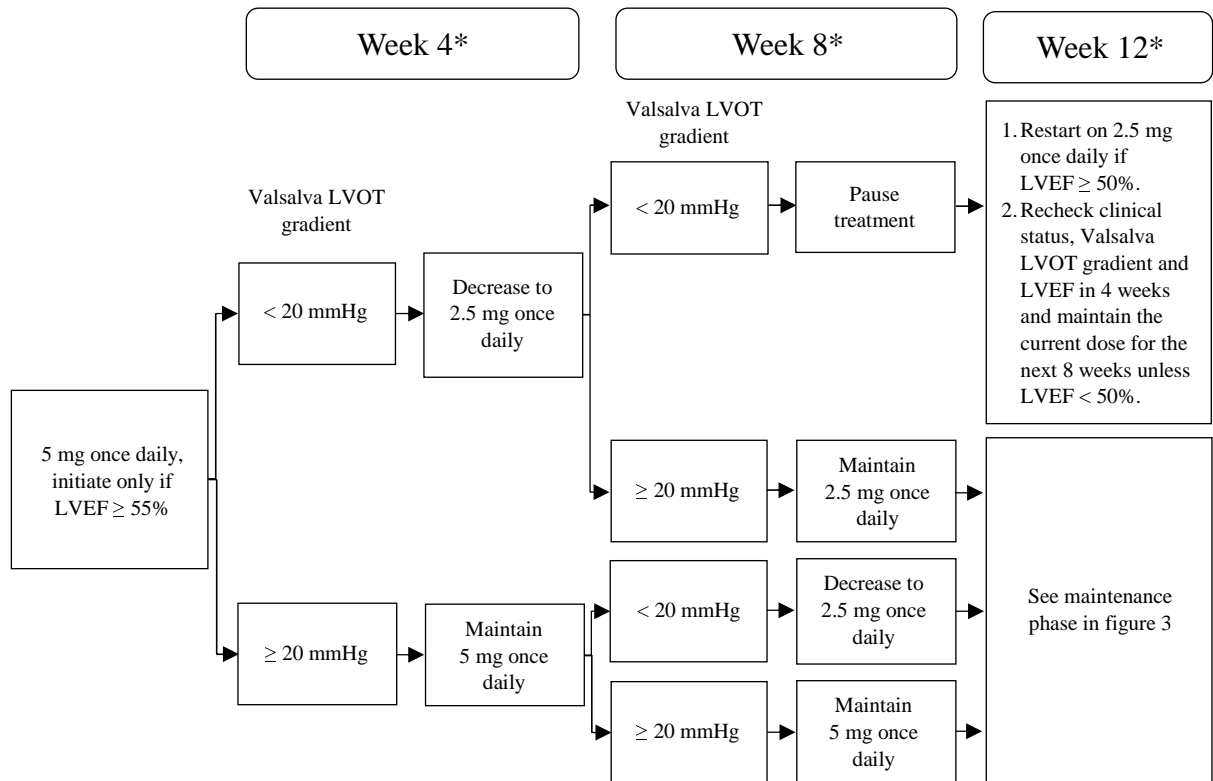 Week 4*
Week 8*
Week 12*
Valsalva LVOT
gradient
Valsalva LVOT
gradient
5 mg once daily,
initiate only if
LVEF ≥ 55%
< 20 mmHg
Decrease to
2.5 mg once
daily
< 20 mmHg
Pause
treatment
1. Restart on 2.5 mg
once daily if
LVEF ≥ 50%.
2. Recheck clinical
status, Valsalva
LVOT gradient and
LVEF in 4 weeks
and maintain the
current dose for the
next 8 weeks unless
LVEF < 50%.
≥ 20 mmHg
Maintain
2.5 mg once
daily
≥ 20 mmHg
Maintain
5 mg once
daily
< 20 mmHg
Decrease to
2.5 mg once
daily
≥ 20 mmHg
Maintain
5 mg once
daily
See maintenance
phase in figure 3